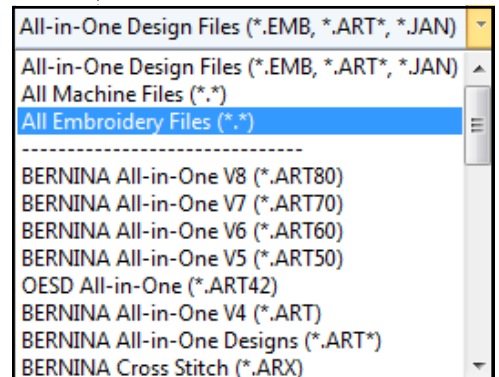 All-in-One Design Files (*.EMB, *.ART*, *.JAN)
All-in-One Design Files (*.EMB, *.ART*, *.JAN)
All Machine Files (*.*)
All Embroidery Files (*.*)
-------------------------------
BERNINA All-in-One V8 (*.ART80)
BERNINA All-in-One V7 (*.ART70)
BERNINA All-in-One V6 (*.ART60)
BERNINA All-in-One V5 (*.ART50)
OESD All-in-One (*.ART42)
BERNINA All-in-One V4 (*.ART)
BERNINA All-in-One Designs (*.ART*)
BERNINA Cross Stitch (*.ARX)